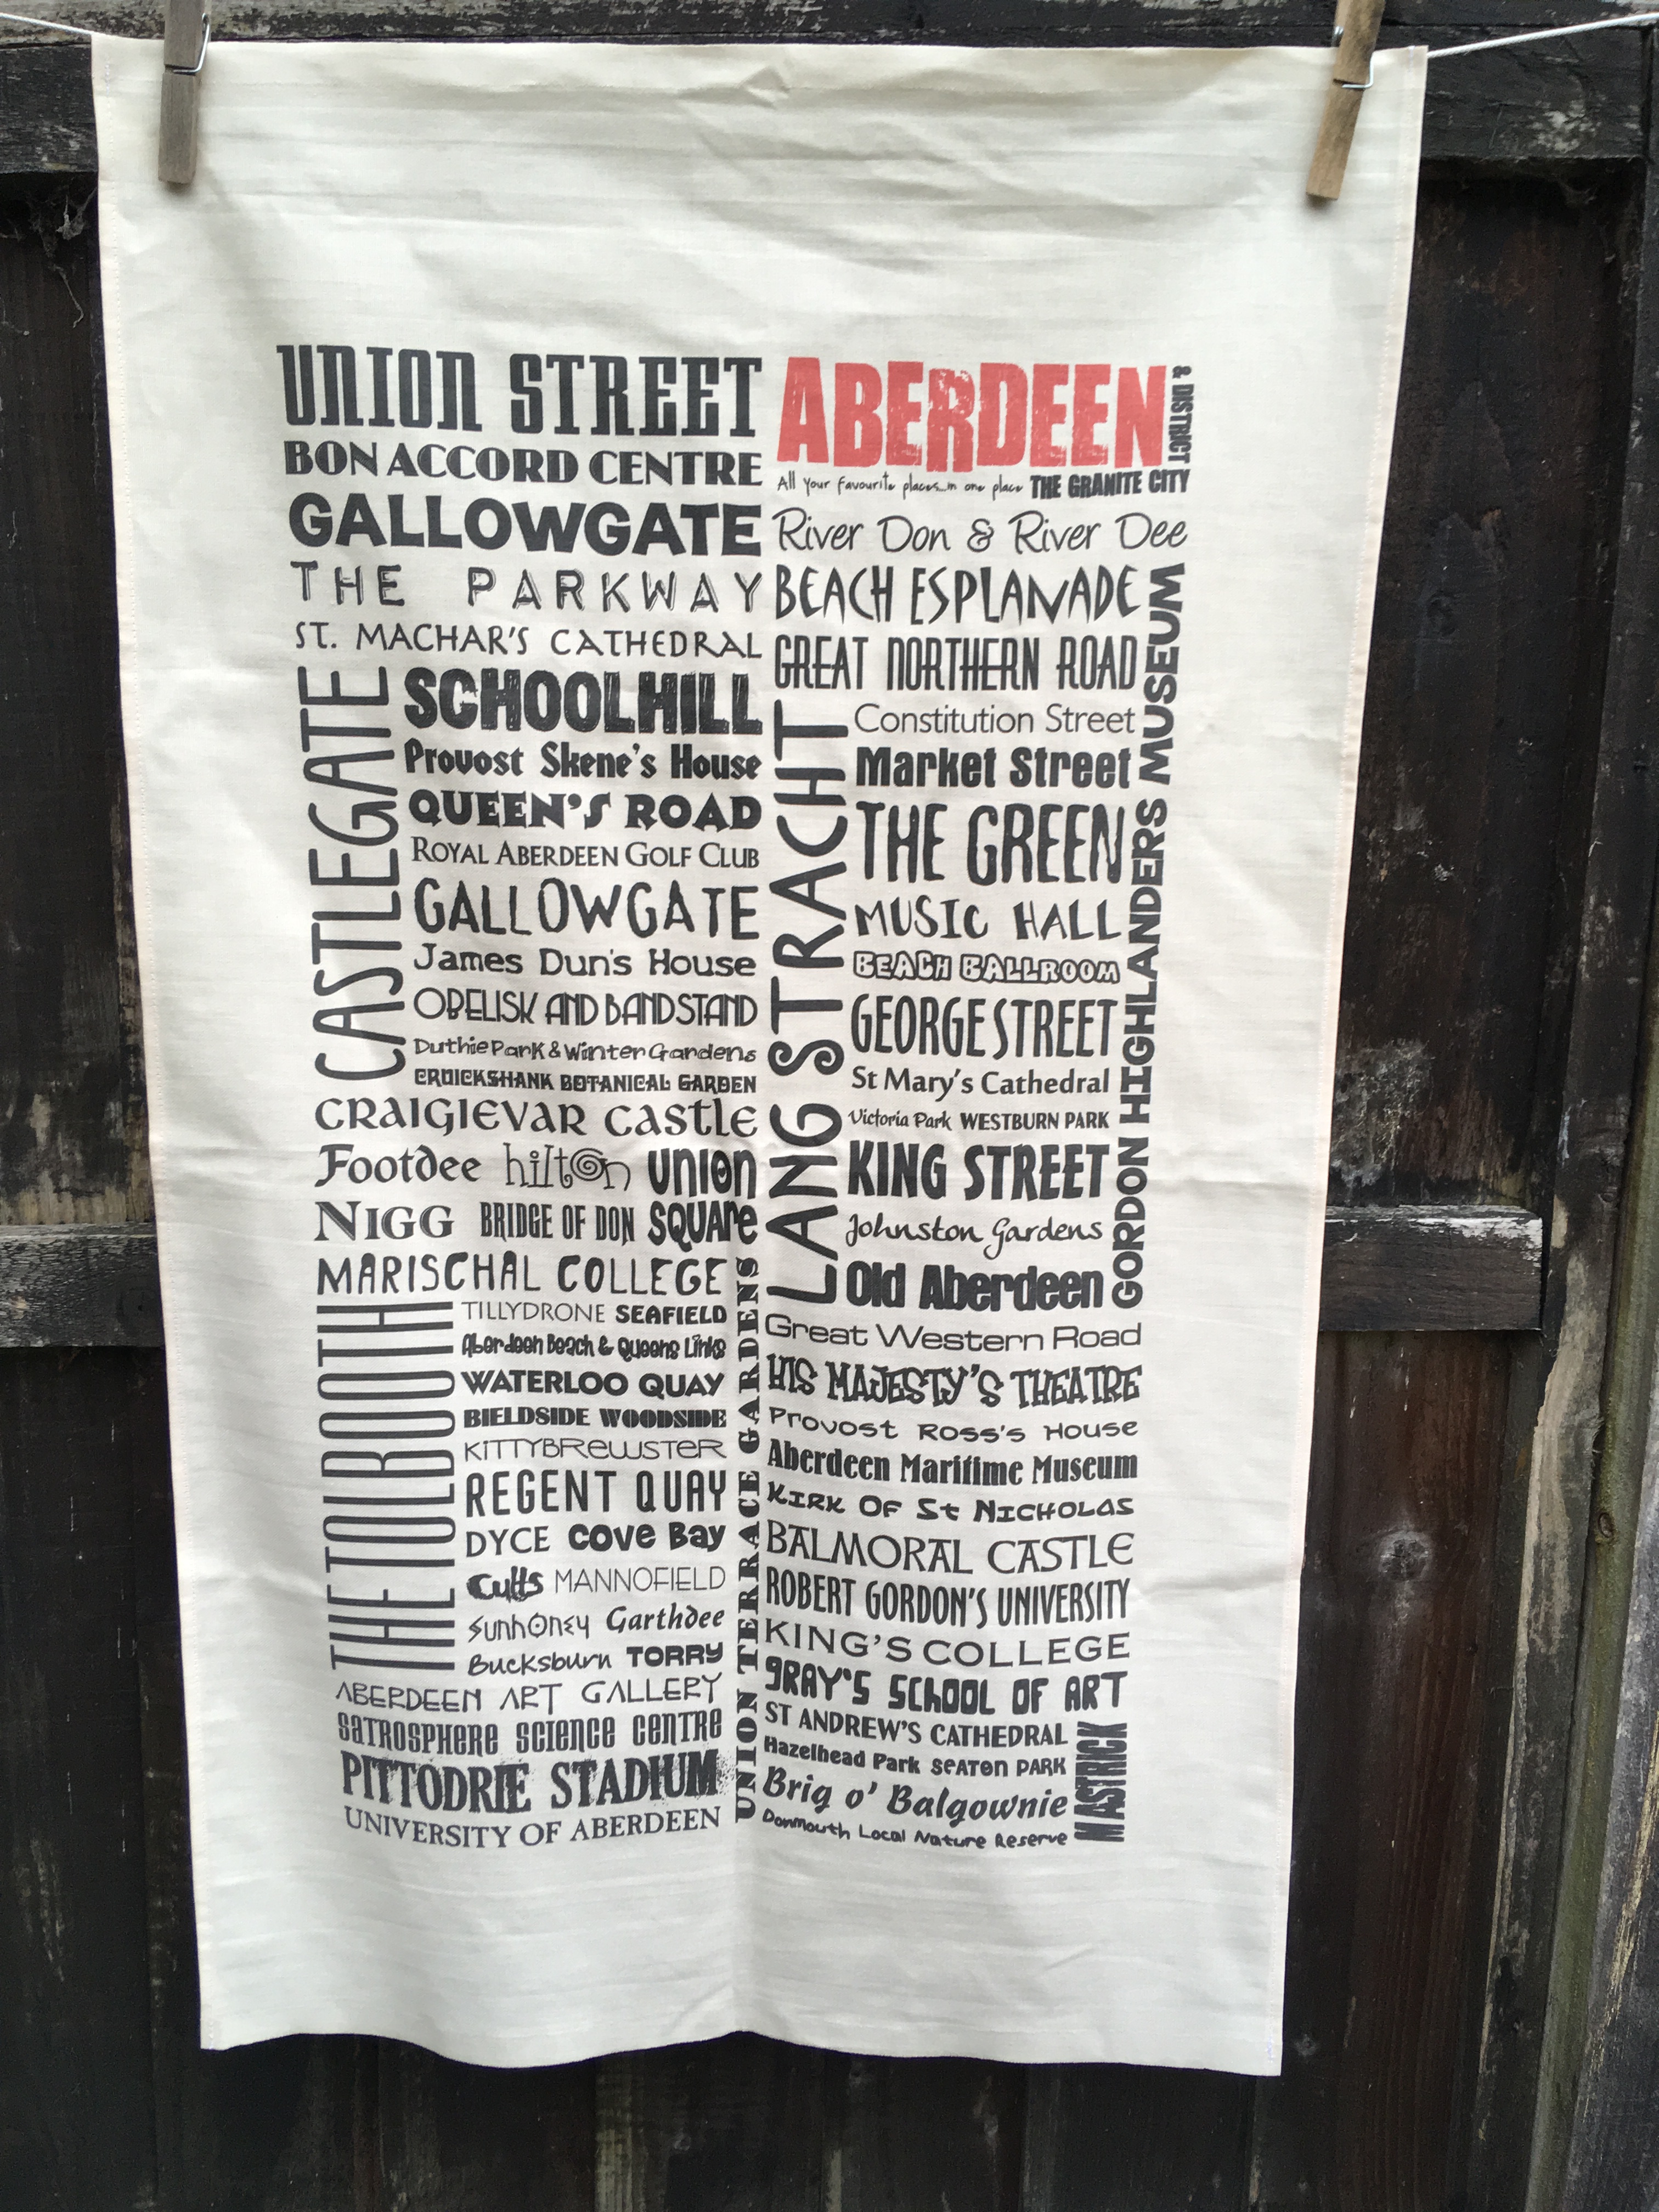 UNION STREET
BON ACCORD CENTRE
GALLOWGATE
THE PARKWAY
ST. MACHAR'S CATHEDRAL
CASTLEGATE
SCHOOLHILL
Provost Skene's House
QUEEN'S ROAD
ROYAL ABERDEEN GOLF CLUB
GALLOWGATE
James Dun's House
OBELISK AND BANDSTAND
Duthie Park & Winter Gardens
CRUICKSHANK BOTANICAL GARDEN
CRAIGIEVAR CASTLE
Footdee hilton UNION
NIGG BRIDGE OF DON SQUARe
MARISCHAL COLLEGE
THE TOLBOOTH
TILLYDRONE SEAFIELD
Aberdeen Beach & Queens Links
WATERLOO QUAY
BIELDSIDE WOODSIDE
KITTYBREWSTER
REGENT QUAY
DYCE COVE Bay
Cults MANNOFIELD
SunhOney Garthdee
Bucksburn TORRY
ABERDEEN ART GALLERY
SATROSPHERE SCIENCE CENTRE
PITTODRIE STADIUM
UNIVERSITY OF ABERDEEN
UNION TERRACE GARDENS
ABERDEEN
& DISTRICT
All your favourite places...in one place THE GRANITE CITY
River Don & River Dee
BEACH ESPLANADE
GREAT NORTHERN ROAD
GORDON HIGHLANDERS MUSEUM
LANG STRACHT
Constitution Street
Market Street
THE GREEN
MUSIC HALL
BEACH BALLROOM
GEORGE STREET
St Mary's Cathedral
Victoria Park WESTBURN PARK
KING STREET
Johnston Gardens
Old Aberdeen
Great Western Road
HIS MAJESTY'S THEATRE
Provost Ross's House
Aberdeen Maritime Museum
KIRK OF St NICHOLAS
BALMORAL CASTLE
ROBERT GORDON'S UNIVERSITY
KING'S COLLEGE
GRAY'S SCHOOL OF ART
ST ANDREW'S CATHEDRAL
Hazelhead Park SEATON PARK
Brig o' Balgownie
Donmouth Local Nature Reserve
MASTRICK